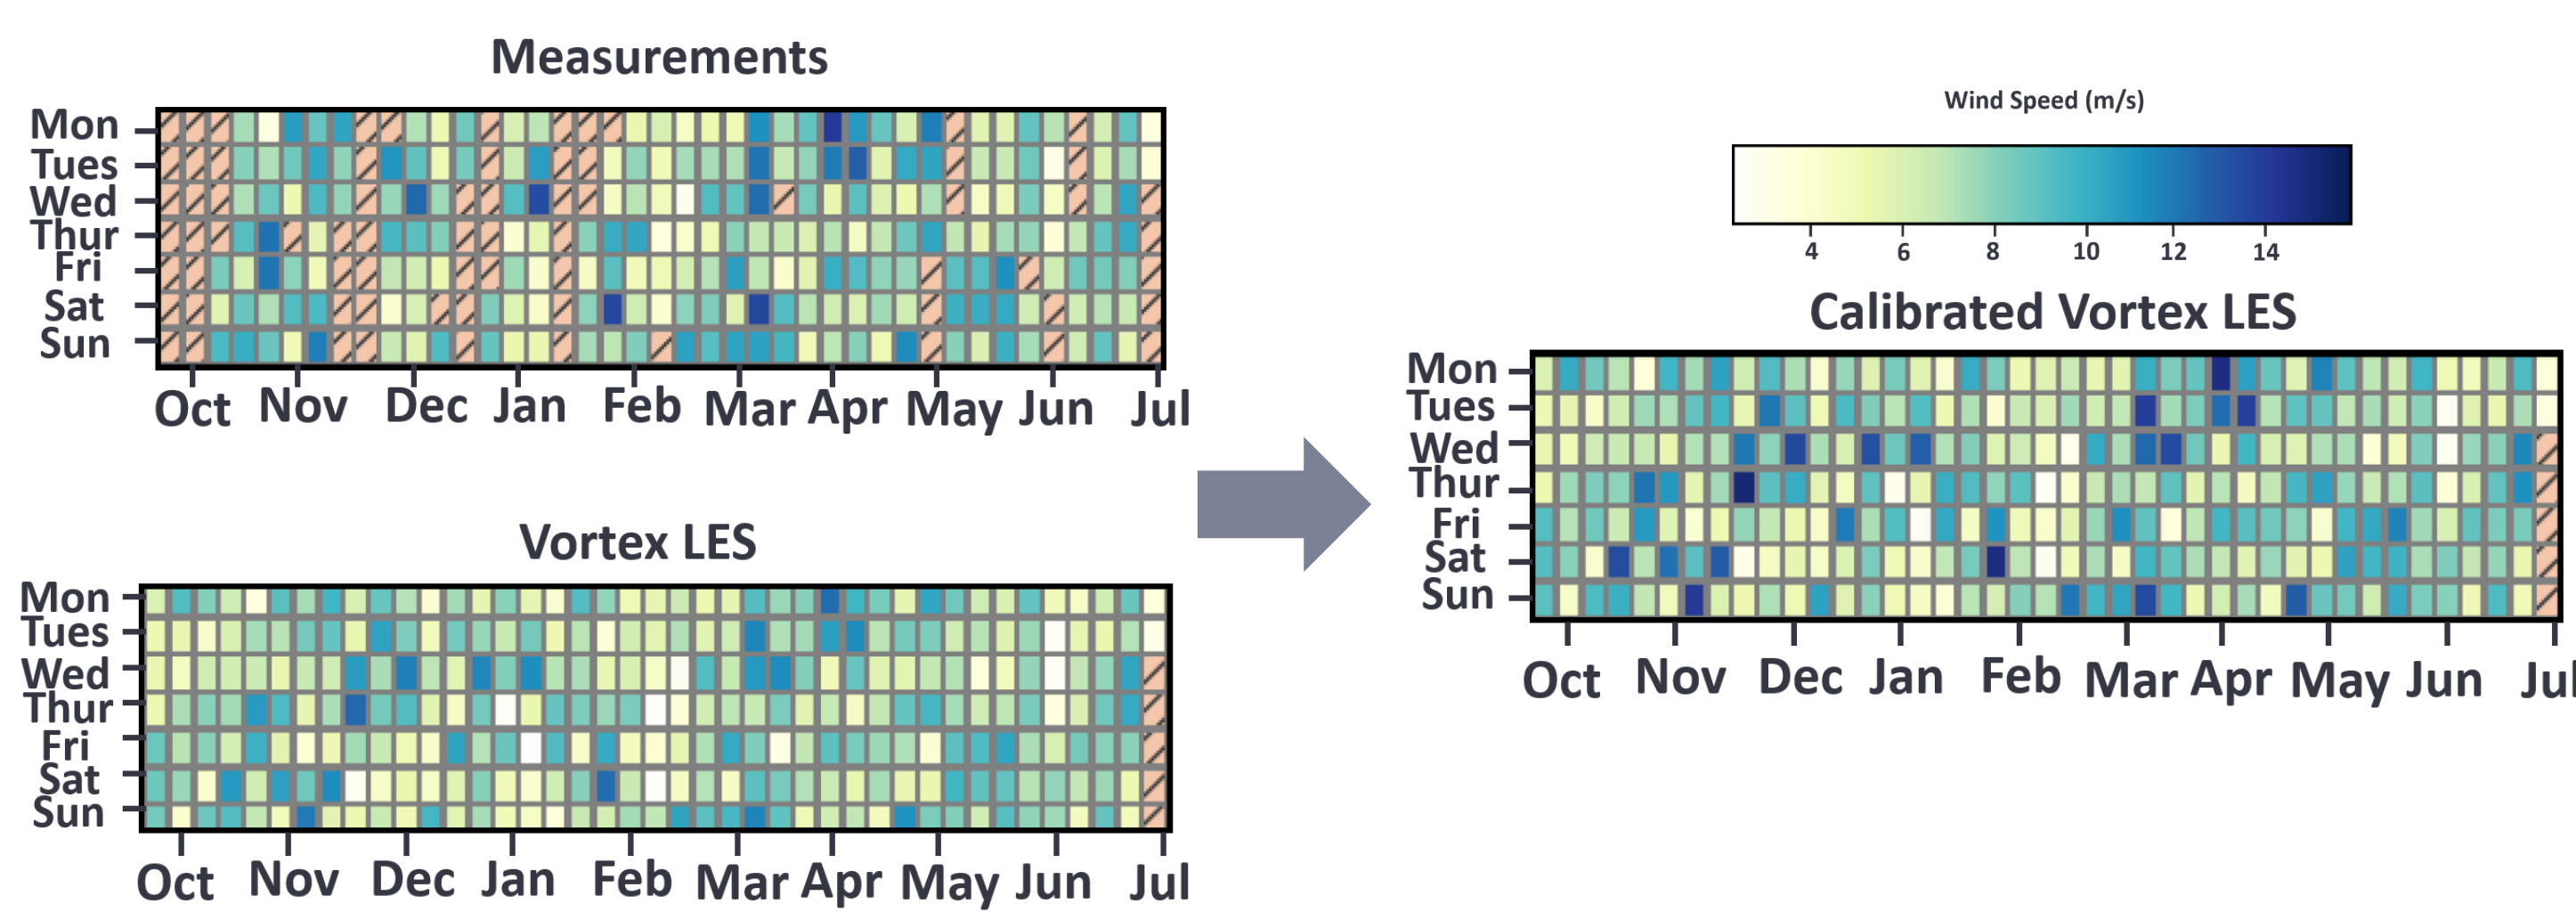 Measurements
Mon
Tues
Wed
Thur
Fri
Sat
Sun
Oct Nov Dec Jan Feb Mar Apr May Jun Jul
Vortex LES
Mon
Tues
Wed
Thur
Fri
Sat
Sun
Oct Nov Dec Jan Feb Mar Apr May Jun Jul
Wind Speed (m/s)
4 6 8 10 12 14
Calibrated Vortex LES
Mon
Tues
Wed
Thur
Fri
Sat
Sun
Oct Nov Dec Jan Feb Mar Apr May Jun Jul